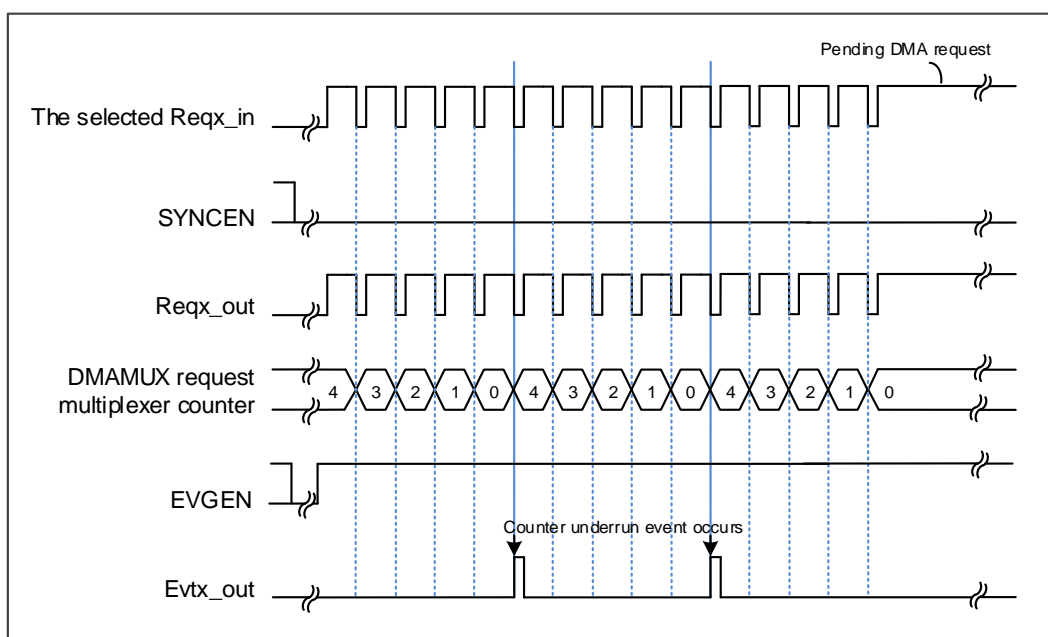 Pending DMA request
The selected Reqx_in
SYNCEN
Reqx_out
DMAMUX request
multiplexer counter
4 3 2 1 0 4 3 2 1 0 4 3 2 1 0
EVGEN
Counter underrun event occurs
Evtx_out